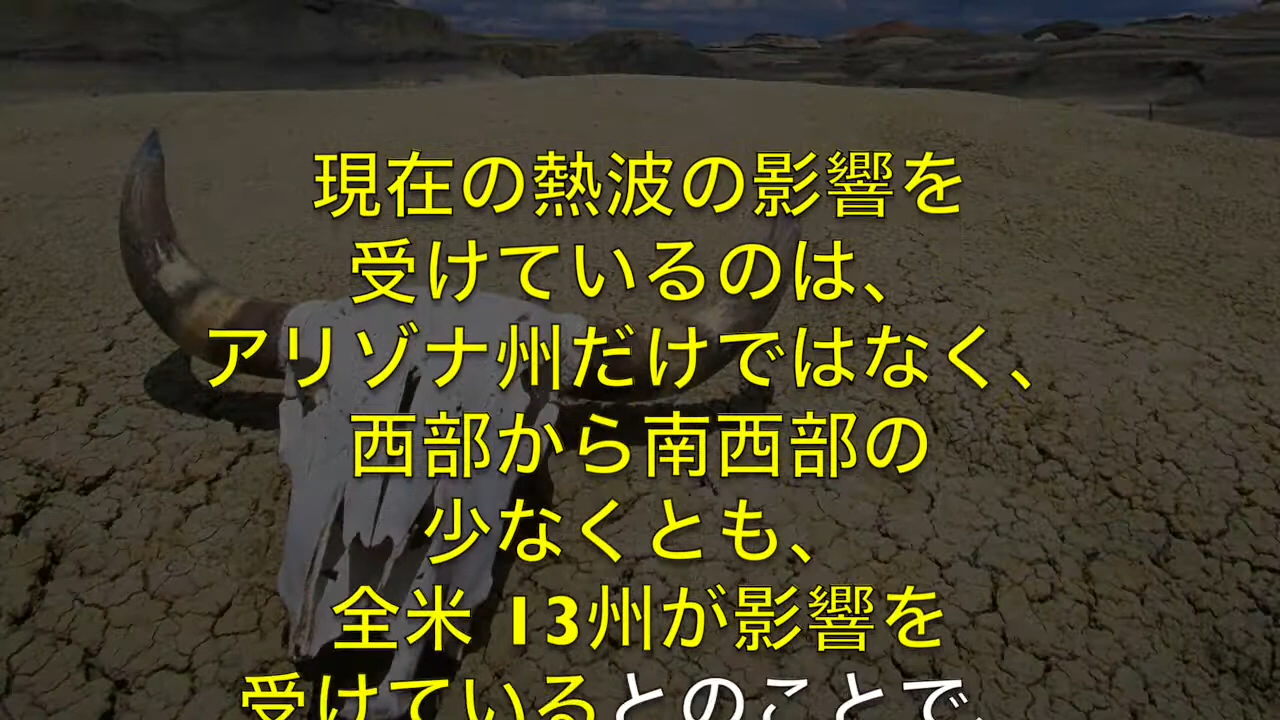 現在の熱波の影響を
受けているのは、
アリゾナ州だけではなく、
西部から南西部の
少なくとも、
全米 13州が影響を
受けているとのことで、